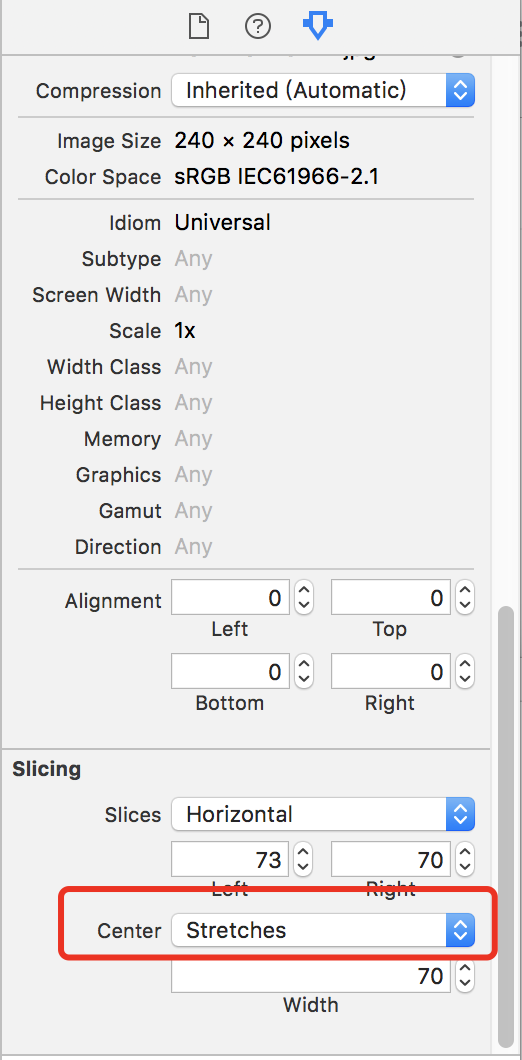 ?
Compression Inherited (Automatic)
Image Size 240 × 240 pixels
Color Space sRGB IEC61966-2.1
Idiom Universal
Subtype Any
Screen Width Any
Scale 1x
Width Class Any
Height Class Any
Memory Any
Graphics Any
Gamut Any
Direction Any
Alignment 0 0
Left Top
0 0
Bottom Right
Slicing
Slices Horizontal
73 70
Left Right
Center Stretches
70
Width